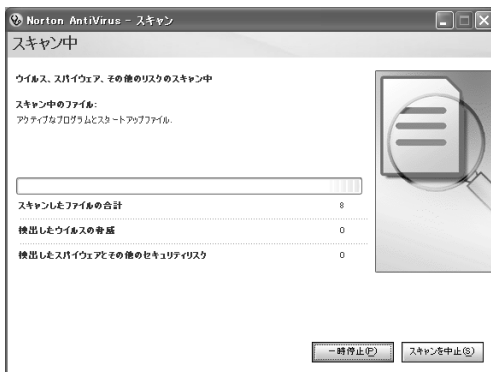 Norton AntiVirus - スキャン
スキャン中
ウイルス、スパイウェア、その他のリスクのスキャン中
スキャン中のファイル:
アクティブなプログラムとスタートアップファイル.
スキャンしたファイルの合計 8
検出したウイルスの脅威 0
検出したスパイウェアとその他のセキュリティリスク 0
一時停止(P) スキャンを中止(S)